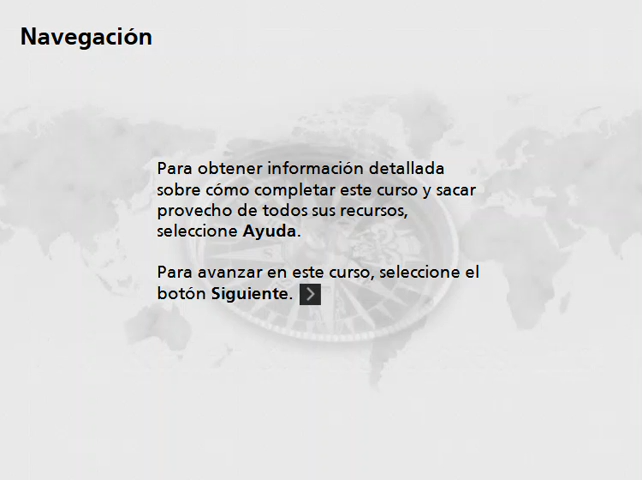 Navegación
Para obtener información detallada
sobre cómo completar este curso y sacar
provecho de todos sus recursos,
seleccione Ayuda.
Para avanzar en este curso, seleccione el
botón Siguiente.